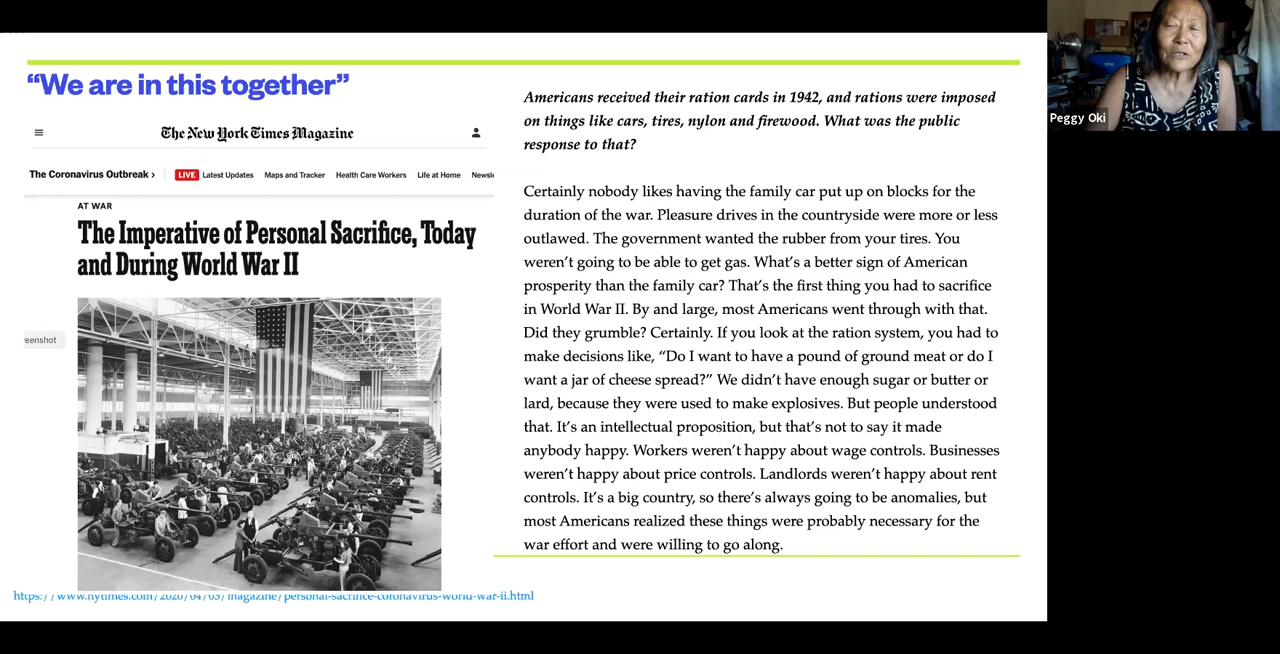 “We are in this together”
The New York Times Magazine
The Coronavirus Outbreak › LIVE Latest Updates Maps and Tracker Health Care Workers Life at Home Newsle
AT WAR
The Imperative of Personal Sacrifice, Today
and During World War II
eenshot
https://www.nytimes.com/2020/04/03/magazine/personal-sacrifice-coronavirus-world-war-ii.html
Americans received their ration cards in 1942, and rations were imposed
on things like cars, tires, nylon and firewood. What was the public
response to that?
Certainly nobody likes having the family car put up on blocks for the
duration of the war. Pleasure drives in the countryside were more or less
outlawed. The government wanted the rubber from your tires. You
weren’t going to be able to get gas. What’s a better sign of American
prosperity than the family car? That’s the first thing you had to sacrifice
in World War II. By and large, most Americans went through with that.
Did they grumble? Certainly. If you look at the ration system, you had to
make decisions like, “Do I want to have a pound of ground meat or do I
want a jar of cheese spread?” We didn’t have enough sugar or butter or
lard, because they were used to make explosives. But people understood
that. It’s an intellectual proposition, but that’s not to say it made
anybody happy. Workers weren’t happy about wage controls. Businesses
weren’t happy about price controls. Landlords weren’t happy about rent
controls. It’s a big country, so there’s always going to be anomalies, but
most Americans realized these things were probably necessary for the
war effort and were willing to go along.
Peggy Oki